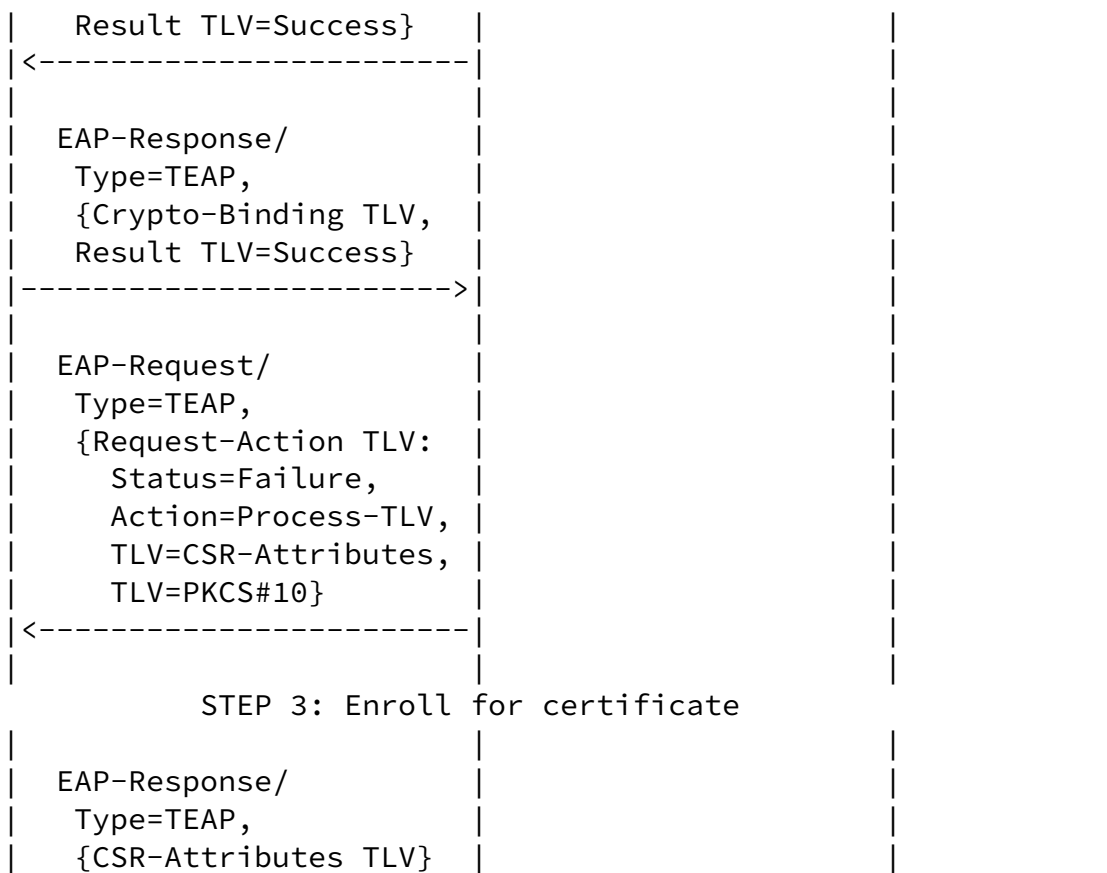 |   Result TLV=Success}   |                      |
|<------------------------|                      |
|                         |                      |
|  EAP-Response/          |                      |
|   Type=TEAP,            |                      |
|   {Crypto-Binding TLV,  |                      |
|   Result TLV=Success}   |                      |
|------------------------>|                      |
|                         |                      |
|  EAP-Request/           |                      |
|   Type=TEAP,            |                      |
|   {Request-Action TLV:  |                      |
|     Status=Failure,     |                      |
|     Action=Process-TLV, |                      |
|     TLV=CSR-Attributes, |                      |
|     TLV=PKCS#10}        |                      |
|<------------------------|                      |
|                         |                      |
          STEP 3: Enroll for certificate
|                         |                      |
|  EAP-Response/          |                      |
|   Type=TEAP,            |                      |
|   {CSR-Attributes TLV}  |                      |